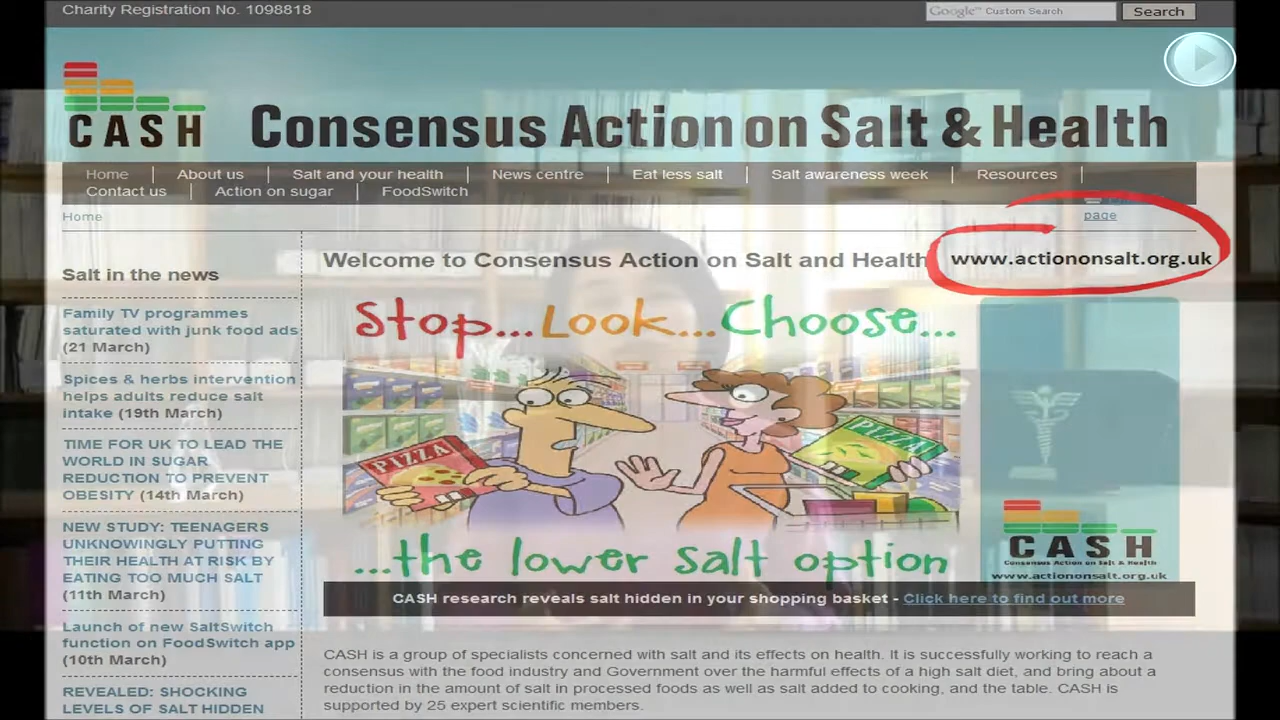 Charity Registration No. 1098818
Google™ Custom Search
Search
CASH
Consensus Action on Salt & Health
Home
About us
Salt and your health
News centre
Eat less salt
Salt awareness week
Resources
Contact us
Action on sugar
FoodSwitch
Home
page
Salt in the news
Family TV programmes
saturated with junk food ads
(21 March)
Spices & herbs intervention
helps adults reduce salt
intake (19th March)
TIME FOR UK TO LEAD THE
WORLD IN SUGAR
REDUCTION TO PREVENT
OBESITY (14th March)
NEW STUDY: TEENAGERS
UNKNOWINGLY PUTTING
THEIR HEALTH AT RISK BY
EATING TOO MUCH SALT
(11th March)
Launch of new SaltSwitch
function on FoodSwitch app
(10th March)
REVEALED: SHOCKING
LEVELS OF SALT HIDDEN
Welcome to Consensus Action on Salt and Health
www.actiononsalt.org.uk
Stop...Look...Choose...
PIZZA
PIZZA
...the lower salt option
CASH
Consensus Action on Salt & Health
www.actiononsalt.org.uk
CASH research reveals salt hidden in your shopping basket - Click here to find out more
CASH is a group of specialists concerned with salt and its effects on health. It is successfully working to reach a
consensus with the food industry and Government over the harmful effects of a high salt diet, and bring about a
reduction in the amount of salt in processed foods as well as salt added to cooking, and the table. CASH is
supported by 25 expert scientific members.